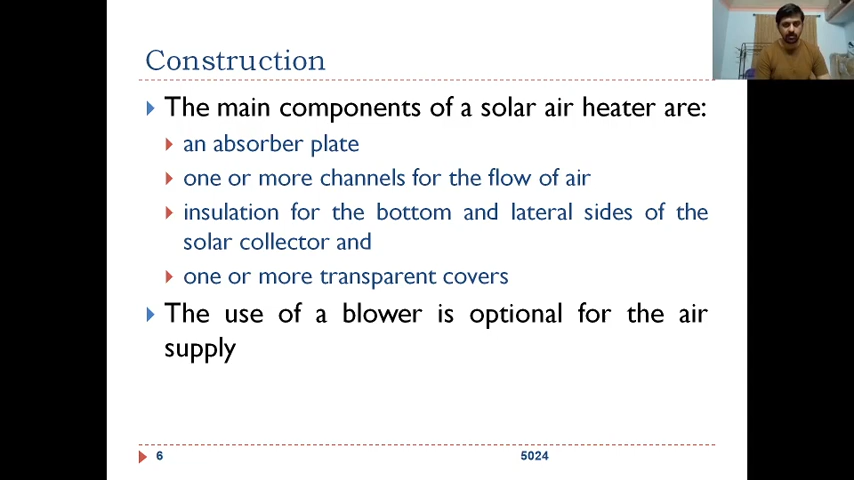 Construction
The main components of a solar air heater are:
an absorber plate
one or more channels for the flow of air
insulation for the bottom and lateral sides of the
solar collector and
one or more transparent covers
The use of a blower is optional for the air
supply
6
5024